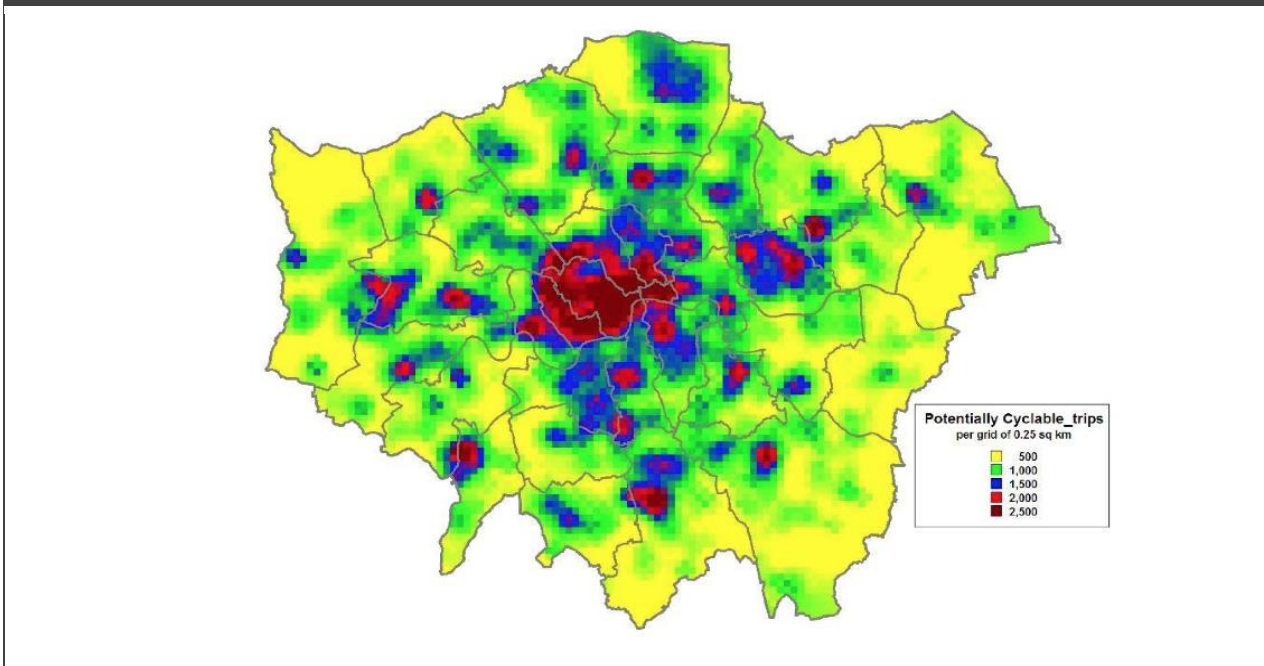 Potentially Cyclable_trips
per grid of 0.25 sq km
500
1,000
1,500
2,000
2,500